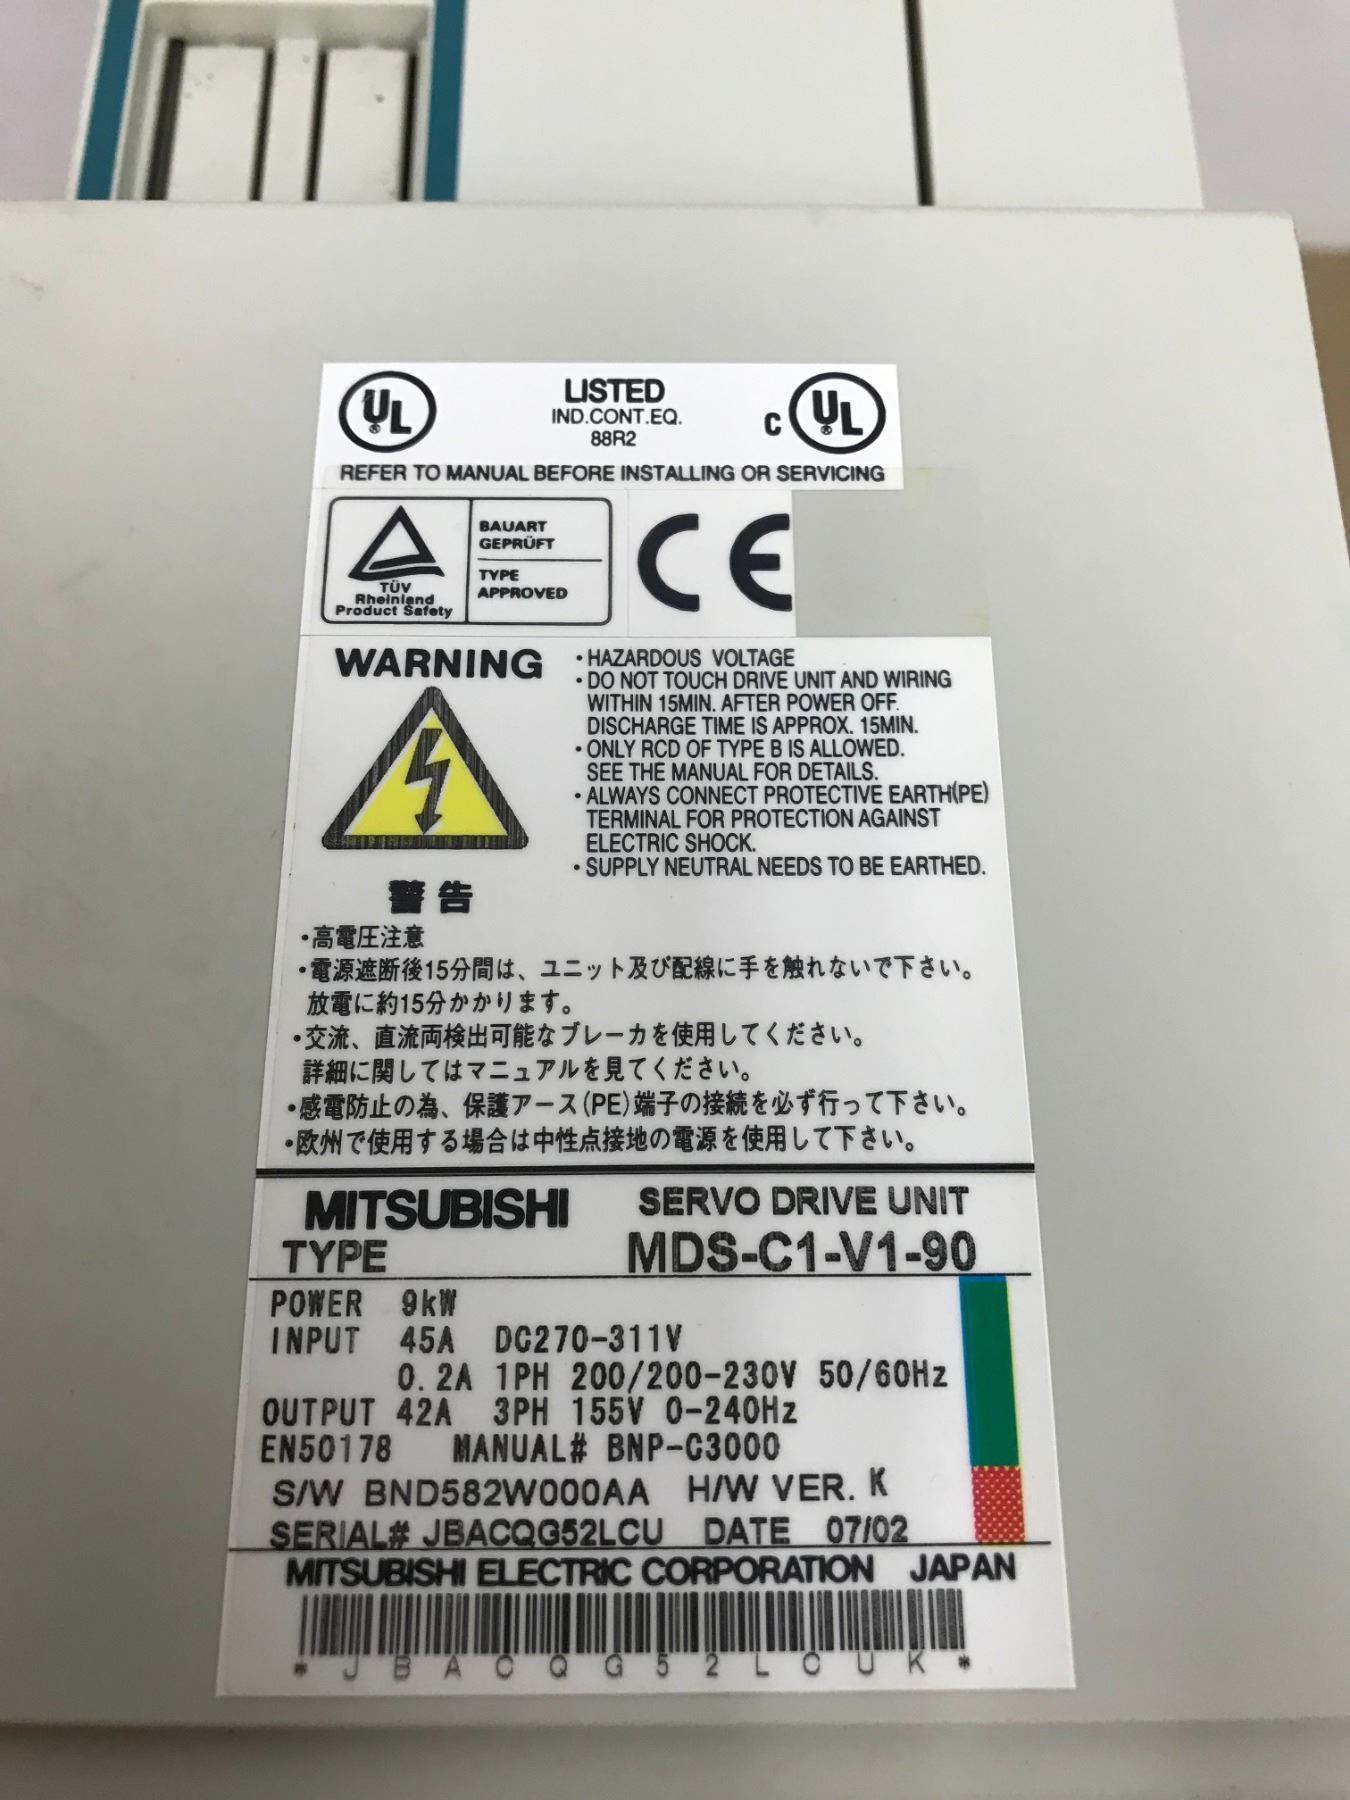 UL LISTED c UL
IND.CONT.EQ.
88R2
REFER TO MANUAL BEFORE INSTALLING OR SERVICING
TÜV
Rheinland
Product Safety
BAUART
GEPRÜFT
TYPE
APPROVED
CE
WARNING
・HAZARDOUS VOLTAGE
・DO NOT TOUCH DRIVE UNIT AND WIRING
WITHIN 15MIN. AFTER POWER OFF.
DISCHARGE TIME IS APPROX. 15MIN.
・ONLY RCD OF TYPE B IS ALLOWED.
SEE THE MANUAL FOR DETAILS.
・ALWAYS CONNECT PROTECTIVE EARTH(PE)
TERMINAL FOR PROTECTION AGAINST
ELECTRIC SHOCK.
・SUPPLY NEUTRAL NEEDS TO BE EARTHED.
警告
・高電圧注意
・電源遮断後15分間は、ユニット及び配線に手を触れないで下さい。
放電に約15分かかります。
・交流、直流両検出可能なブレーカを使用してください。
詳細に関してはマニュアルを見てください。
・感電防止の為、保護アース(PE)端子の接続を必ず行って下さい。
・欧州で使用する場合は中性点接地の電源を使用して下さい。
MITSUBISHI SERVO DRIVE UNIT
TYPE MDS-C1-V1-90
POWER 9kW
INPUT 45A DC270-311V
0.2A 1PH 200/200-230V 50/60Hz
OUTPUT 42A 3PH 155V 0-240Hz
EN50178 MANUAL# BNP-C3000
S/W BND582W000AA H/W VER. K
SERIAL# JBACQG52LCU DATE 07/02
MITSUBISHI ELECTRIC CORPORATION JAPAN
* J B A C Q G 5 2 L C U K *